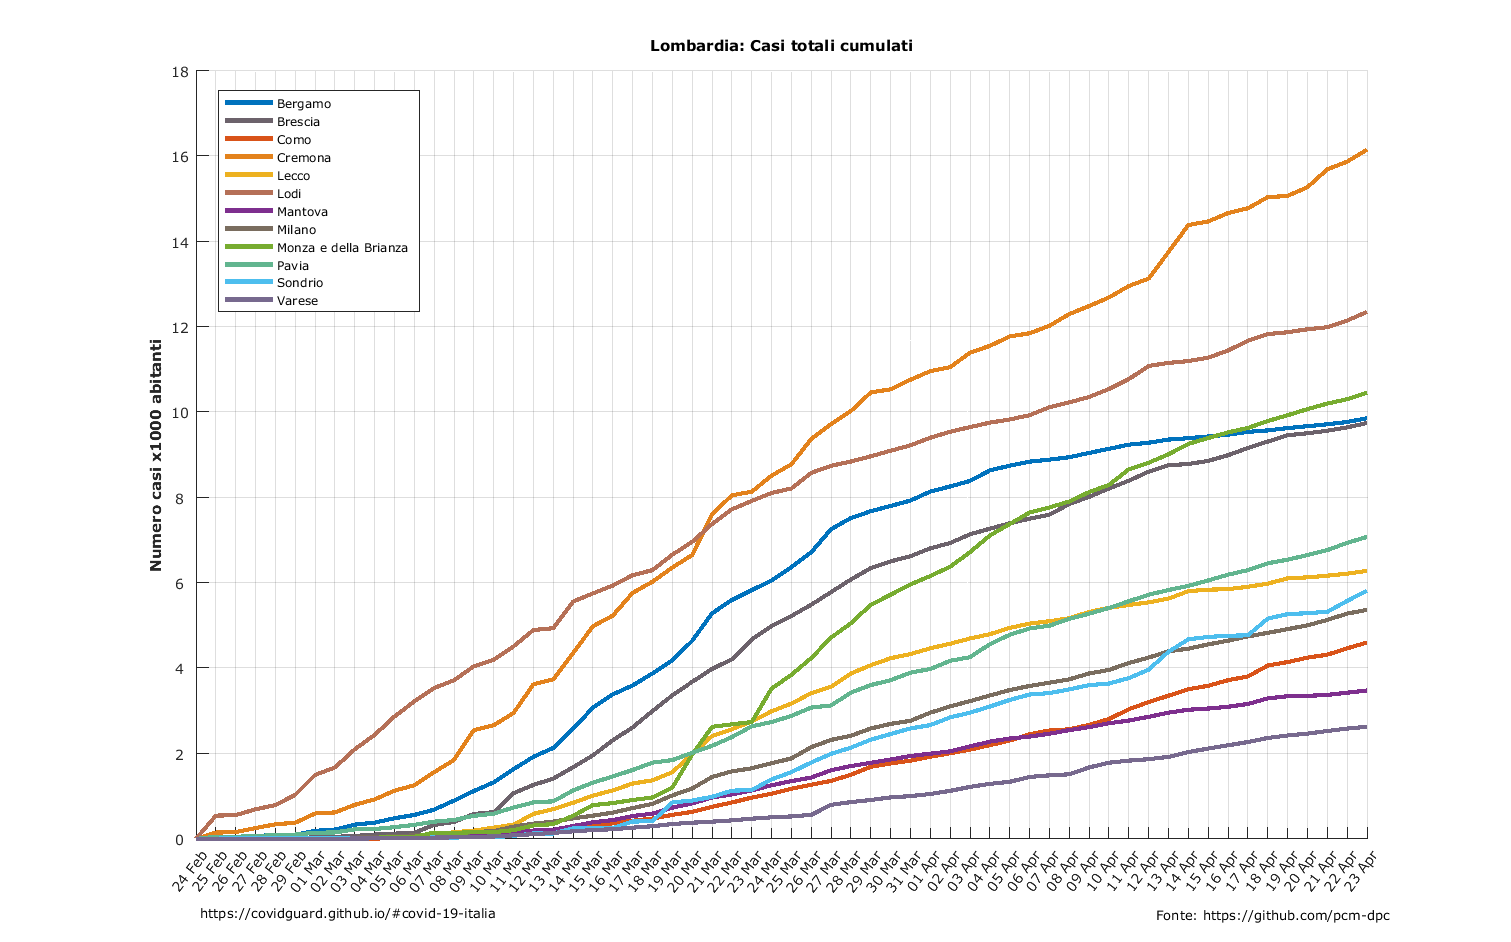 Lombardia: Casi totali cumulati
Numero casi x1000 abitanti
18
16
14
12
10
8
6
4
2
0
Bergamo
Brescia
Como
Cremona
Lecco
Lodi
Mantova
Milano
Monza e della Brianza
Pavia
Sondrio
Varese
24 Feb
25 Feb
26 Feb
27 Feb
28 Feb
29 Feb
01 Mar
02 Mar
03 Mar
04 Mar
05 Mar
06 Mar
07 Mar
08 Mar
09 Mar
10 Mar
11 Mar
12 Mar
13 Mar
14 Mar
15 Mar
16 Mar
17 Mar
18 Mar
19 Mar
20 Mar
21 Mar
22 Mar
23 Mar
24 Mar
25 Mar
26 Mar
27 Mar
28 Mar
29 Mar
30 Mar
31 Mar
01 Apr
02 Apr
03 Apr
04 Apr
05 Apr
06 Apr
07 Apr
08 Apr
09 Apr
10 Apr
11 Apr
12 Apr
13 Apr
14 Apr
15 Apr
16 Apr
17 Apr
18 Apr
19 Apr
20 Apr
21 Apr
22 Apr
23 Apr
https://covidguard.github.io/#covid-19-italia
Fonte: https://github.com/pcm-dpc